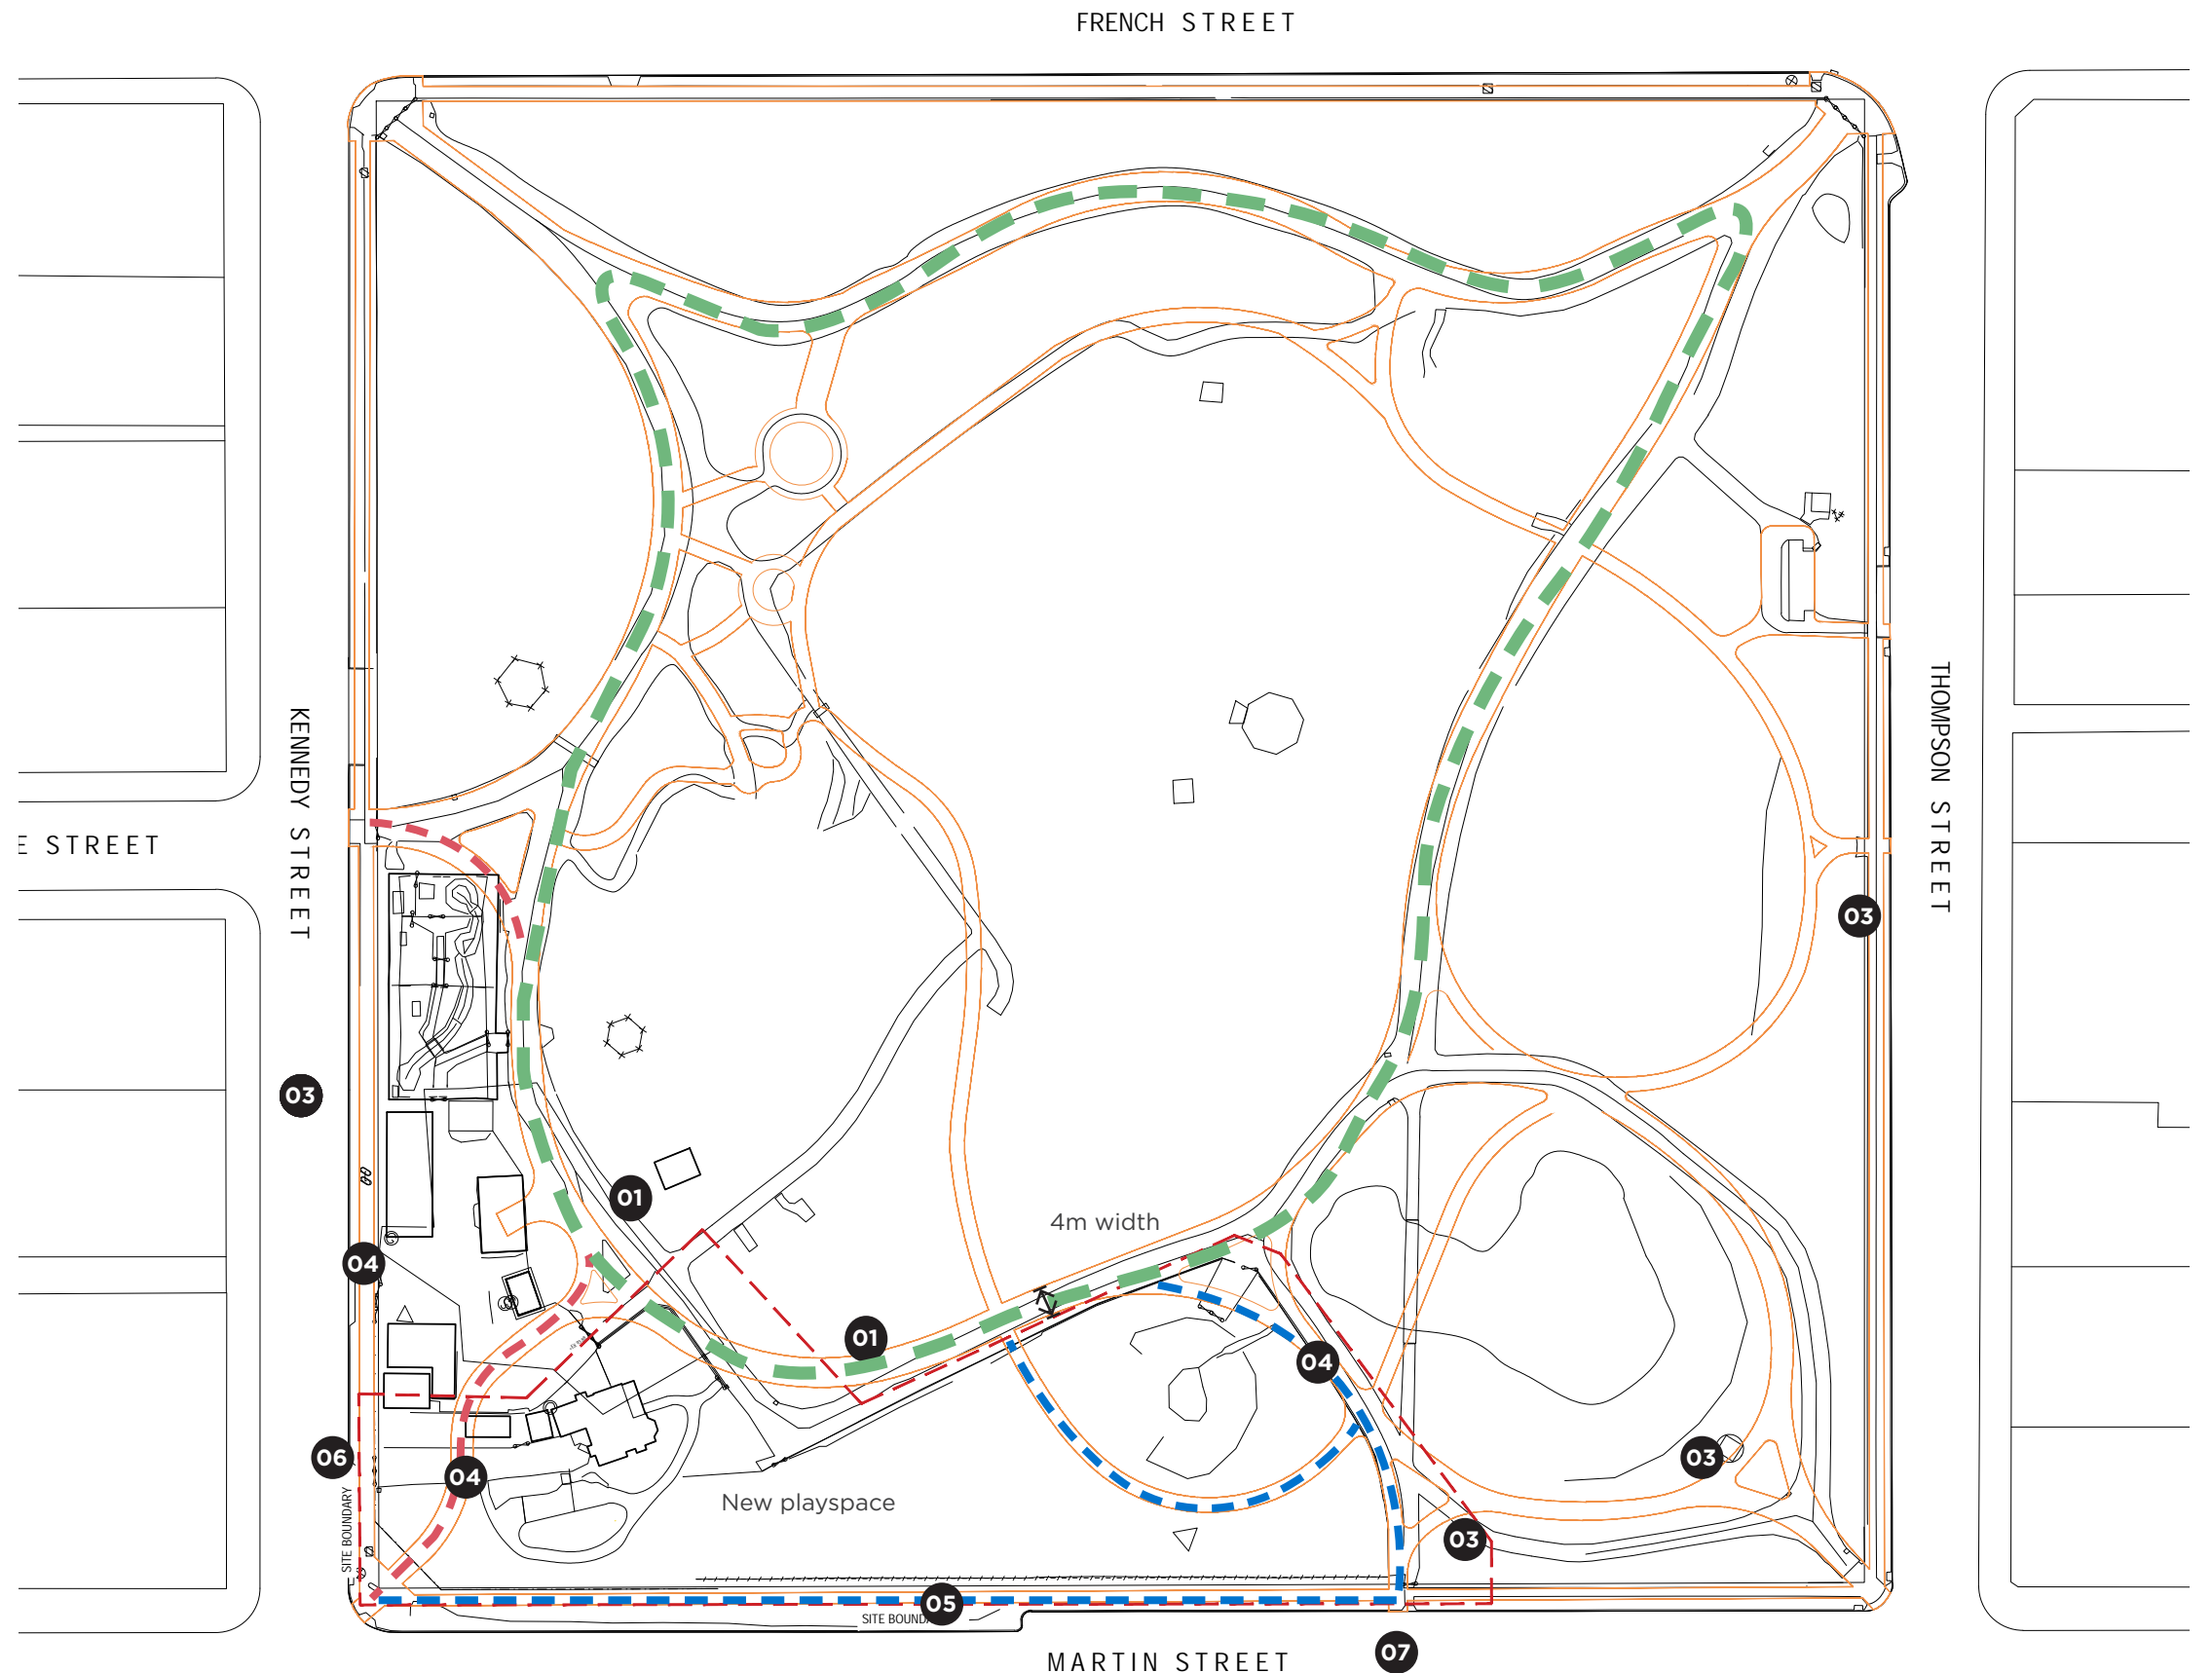 FRENCH STREET
KENNEDY STREET
THOMPSON STREET
E STREET
03
03
01
4m width
04
01
04
06
04
03
New playspace
03
SITE BOUNDARY
05
SITE BOUND
07
MARTIN STREET